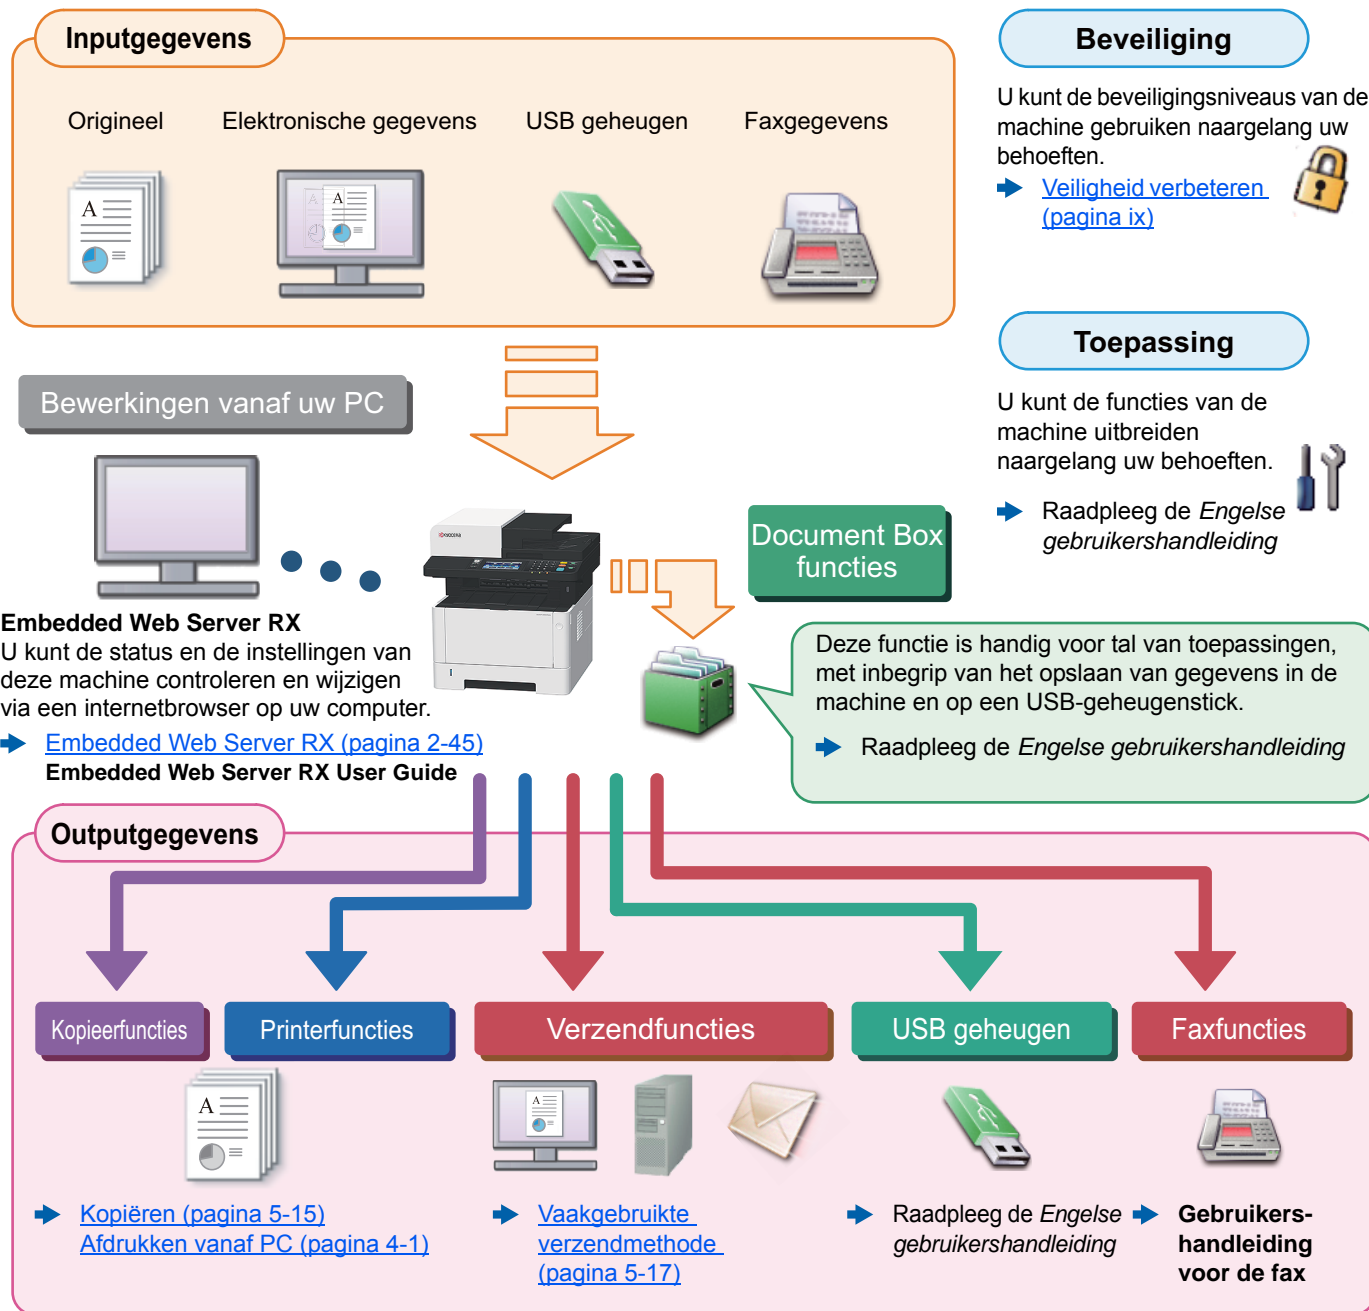 Inputgegevens
Origineel
Elektronische gegevens
USB geheugen
Faxgegevens
Beveiliging
U kunt de beveiligingsniveaus van de
machine gebruiken naargelang uw
behoeften.
Veiligheid verbeteren
(pagina ix)
Toepassing
U kunt de functies van de
machine uitbreiden
naargelang uw behoeften.
Raadpleeg de Engelse
gebruikershandleiding
Bewerkingen vanaf uw PC
Embedded Web Server RX
U kunt de status en de instellingen van
deze machine controleren en wijzigen
via een internetbrowser op uw computer.
Embedded Web Server RX (pagina 2-45)
Embedded Web Server RX User Guide
KYOCERA
Document Box
functies
Deze functie is handig voor tal van toepassingen,
met inbegrip van het opslaan van gegevens in de
machine en op een USB-geheugenstick.
Raadpleeg de Engelse gebruikershandleiding
Outputgegevens
Kopieerfuncties
Printerfuncties
Verzendfuncties
USB geheugen
Faxfuncties
A
Kopiëren (pagina 5-15)
Afdrukken vanaf PC (pagina 4-1)
Vaakgebruikte
verzendmethode
(pagina 5-17)
Raadpleeg de Engelse
gebruikershandleiding
Gebruikers-
handleiding
voor de fax